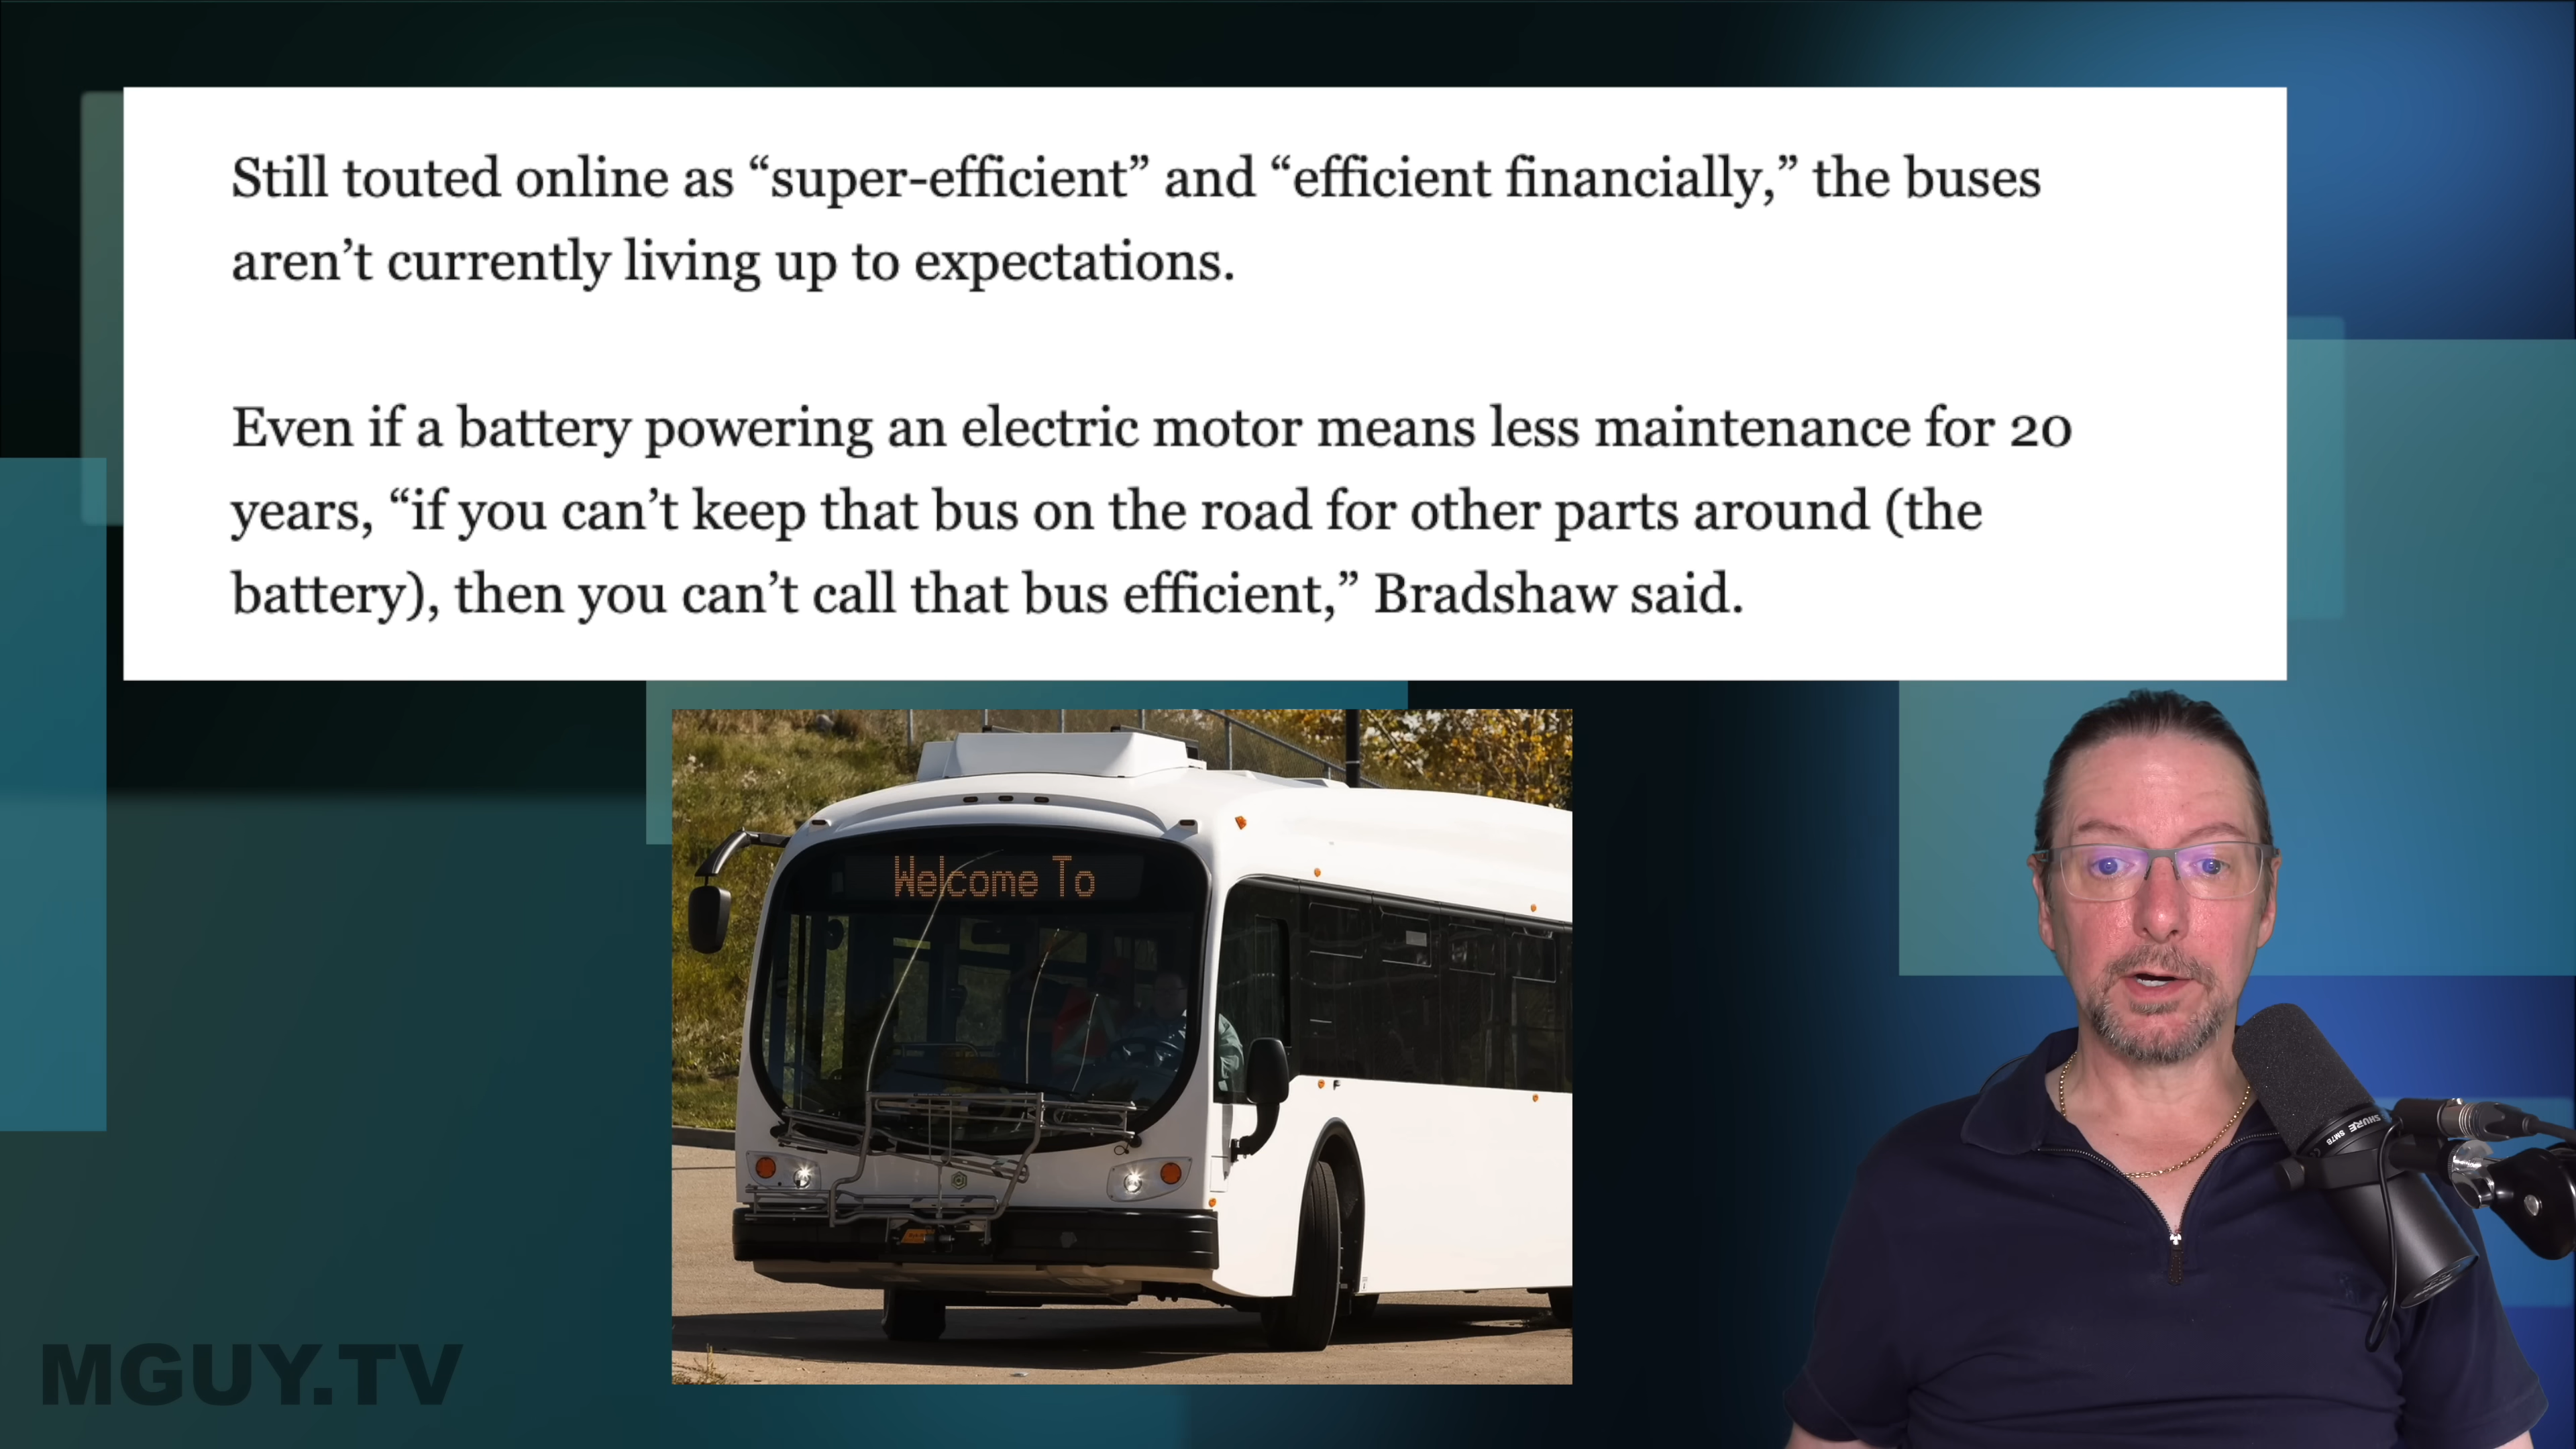 Still touted online as “super-efficient” and “efficient financially,” the buses
aren’t currently living up to expectations.
Even if a battery powering an electric motor means less maintenance for 20
years, “if you can’t keep that bus on the road for other parts around (the
battery), then you can’t call that bus efficient,” Bradshaw said.
Welcome To
SHURE SM7B
MGUY.TV